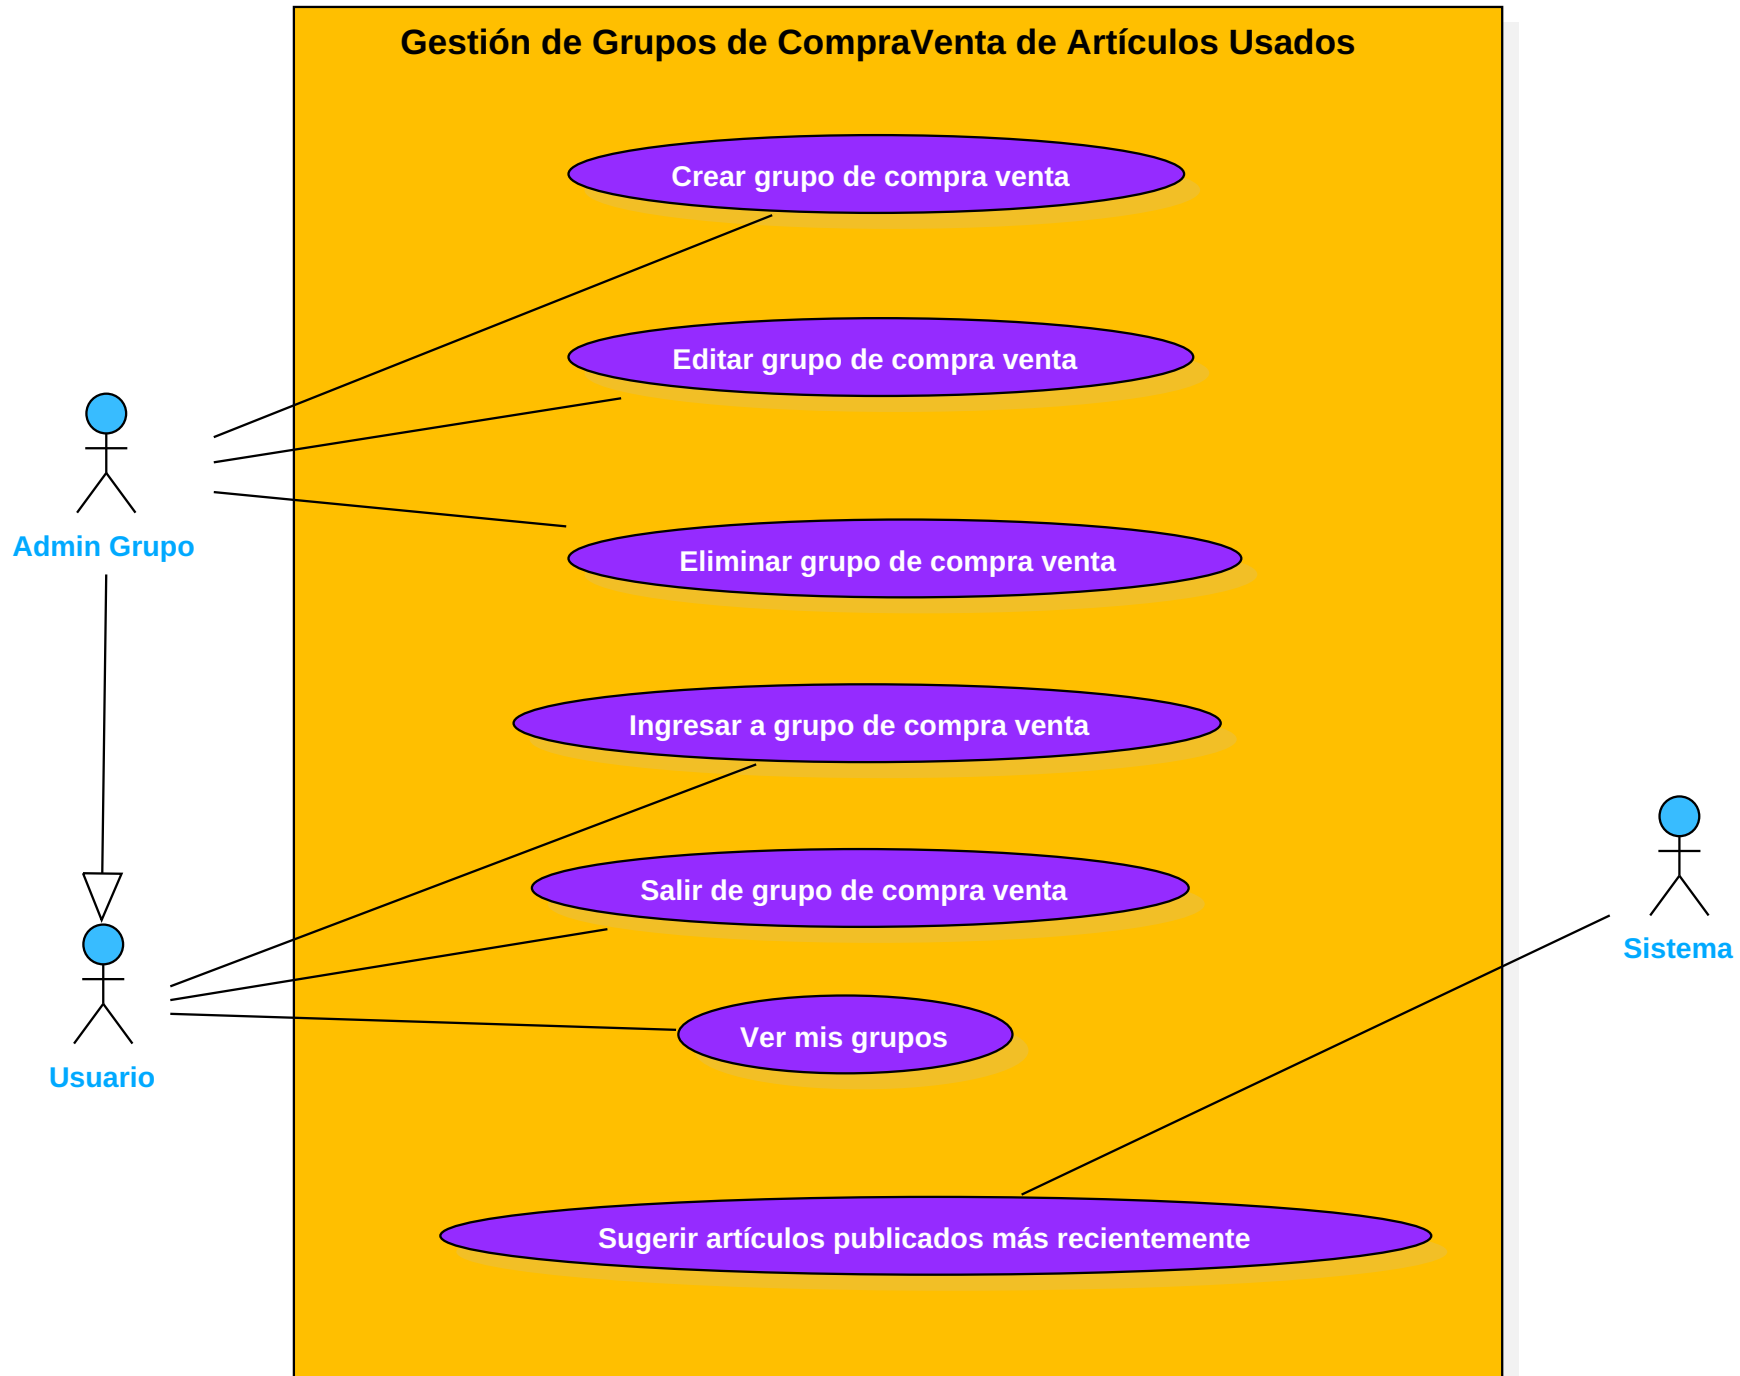 Gestión de Grupos de CompraVenta de Artículos Usados
Crear grupo de compra venta
Editar grupo de compra venta
Admin Grupo
Eliminar grupo de compra venta
Ingresar a grupo de compra venta
Salir de grupo de compra venta
Sistema
Ver mis grupos
Usuario
Sugerir artículos publicados más recientemente